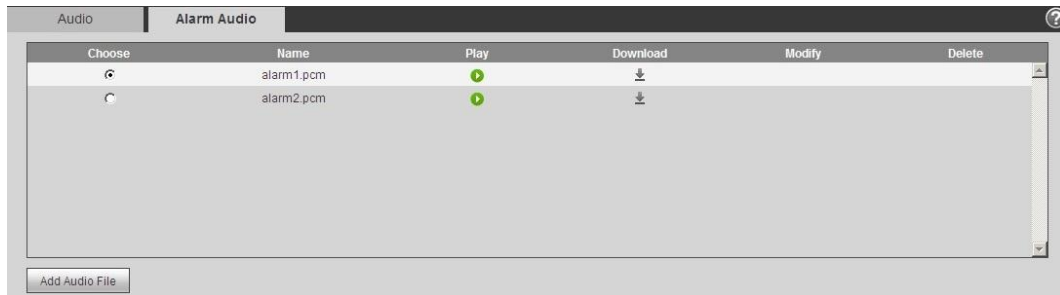 Audio Alarm Audio ?
Choose Name Play Download Modify Delete
alarm1.pcm
alarm2.pcm
Add Audio File